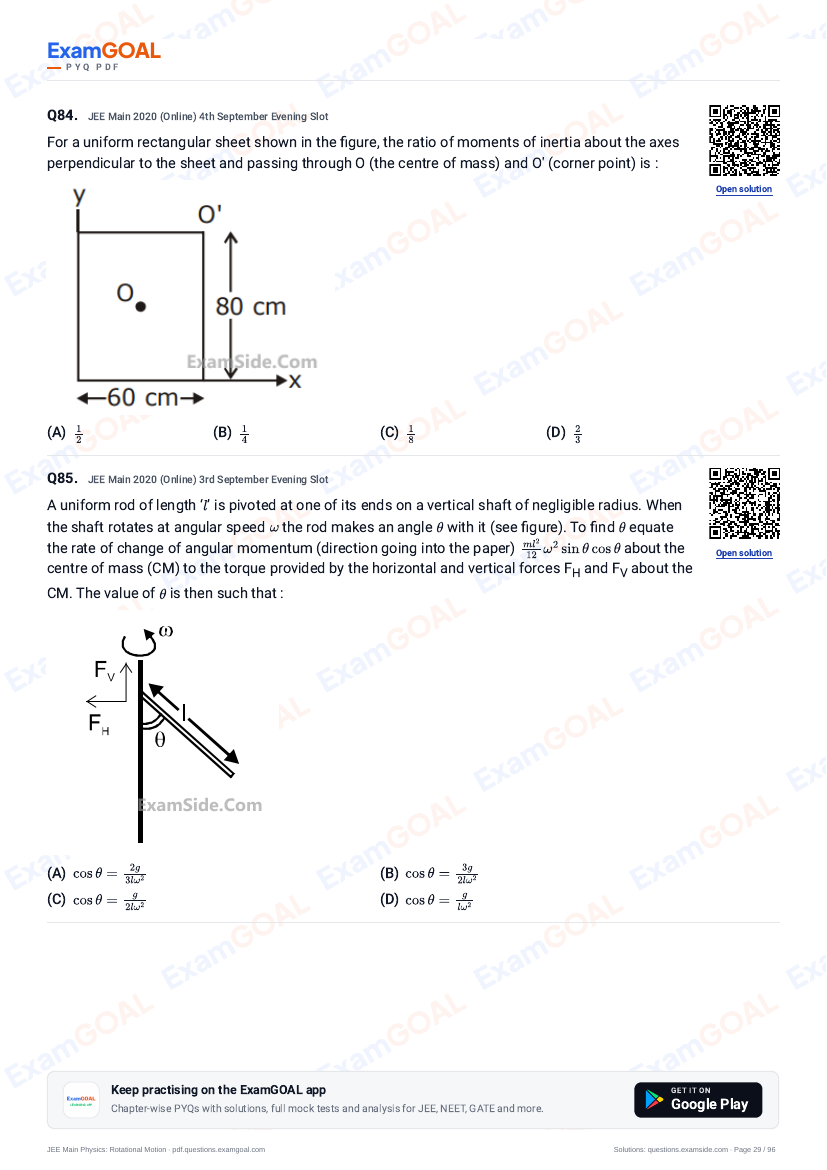 ExamGOAL
PYQ PDF
Q84. JEE Main 2020 (Online) 4th September Evening Slot
For a uniform rectangular sheet shown in the figure, the ratio of moments of inertia about the axes
perpendicular to the sheet and passing through O (the centre of mass) and O' (corner point) is :
Open solution
y
O'
O
80 cm
ExamSide.Com
x
60 cm
(A) 1/2 (B) 1/4 (C) 1/8 (D) 2/3
Q85. JEE Main 2020 (Online) 3rd September Evening Slot
A uniform rod of length 'l' is pivoted at one of its ends on a vertical shaft of negligible radius. When
the shaft rotates at angular speed ω the rod makes an angle θ with it (see figure). To find θ equate
the rate of change of angular momentum (direction going into the paper) ml²/12 ω² sin θ cos θ about the
centre of mass (CM) to the torque provided by the horizontal and vertical forces F_H and F_V about the
CM. The value of θ is then such that :
Open solution
ω
F_V
F_H
l
θ
ExamSide.Com
(A) cos θ = 2g/3lω² (B) cos θ = 3g/2lω²
(C) cos θ = g/2lω² (D) cos θ = g/lω²
Keep practising on the ExamGOAL app
Chapter-wise PYQs with solutions, full mock tests and analysis for JEE, NEET, GATE and more.
GET IT ON
Google Play
JEE Main Physics: Rotational Motion · pdf.questions.examgoal.com
Solutions: questions.examside.com · Page 29 / 96